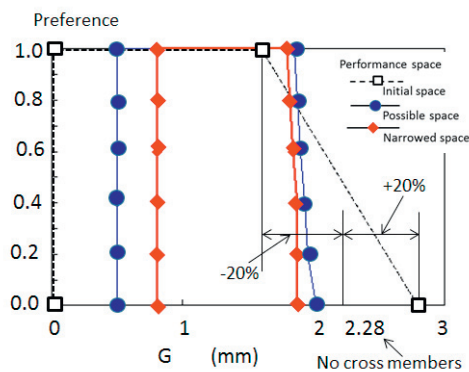 Preference
1.0
0.8
0.6
0.4
0.2
0.0
Performance space
Initial space
Possible space
Narrowed space
+20%
-20%
0
1
2
2.28
3
G (mm)
No cross members